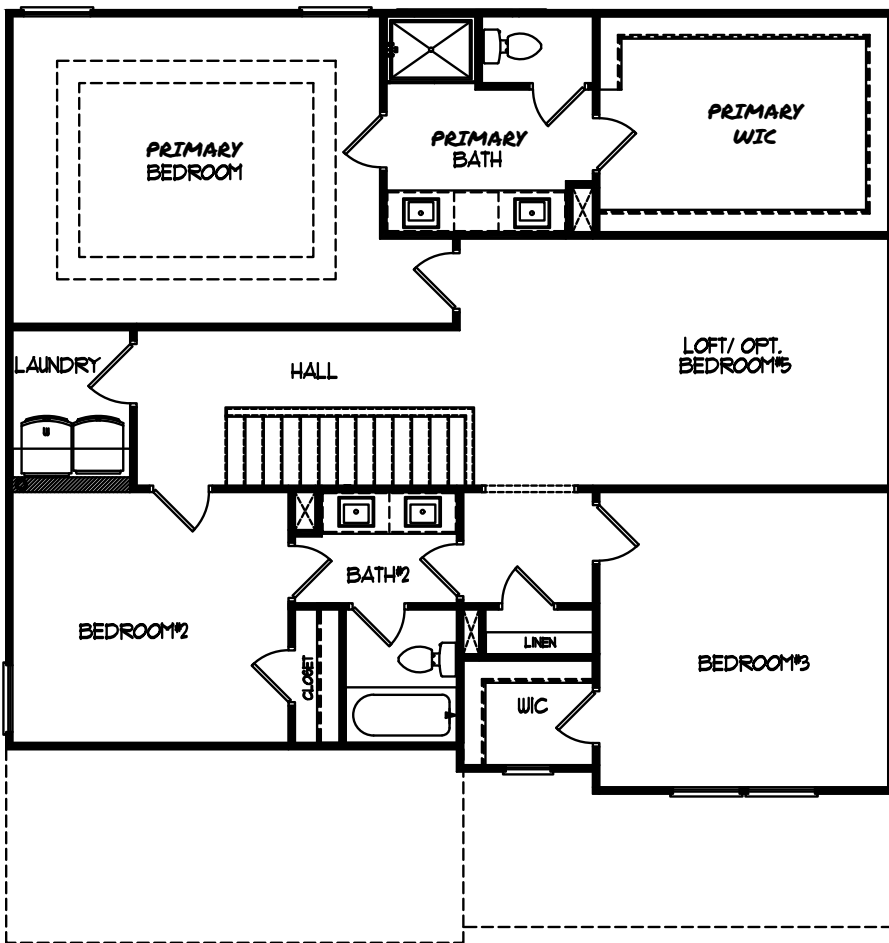 PRIMARY
BEDROOM
PRIMARY
BATH
PRIMARY
WIC
LAUNDRY
HALL
LOFT/ OPT.
BEDROOM#5
W
BATH#2
BEDROOM#2
CLOSET
LINEN
WIC
BEDROOM#3